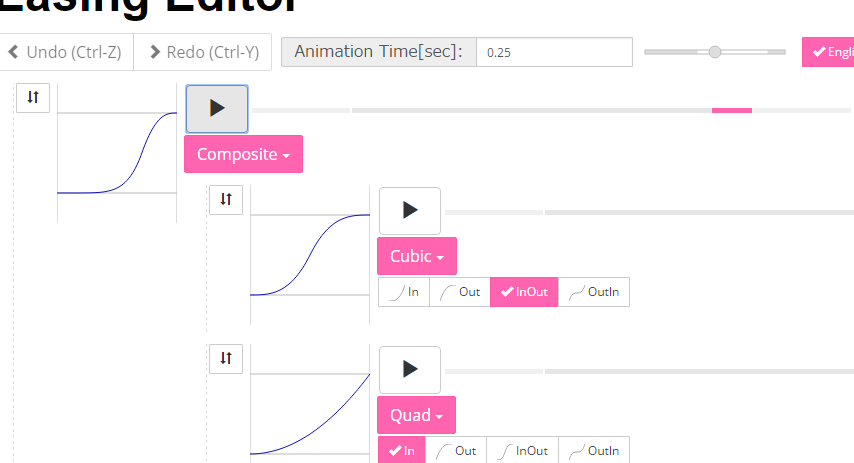 Easing Editor
Undo (Ctrl-Z) Redo (Ctrl-Y) Animation Time[sec]: 0.25 Engli
Composite
Cubic
In Out InOut OutIn
Quad
In Out InOut OutIn